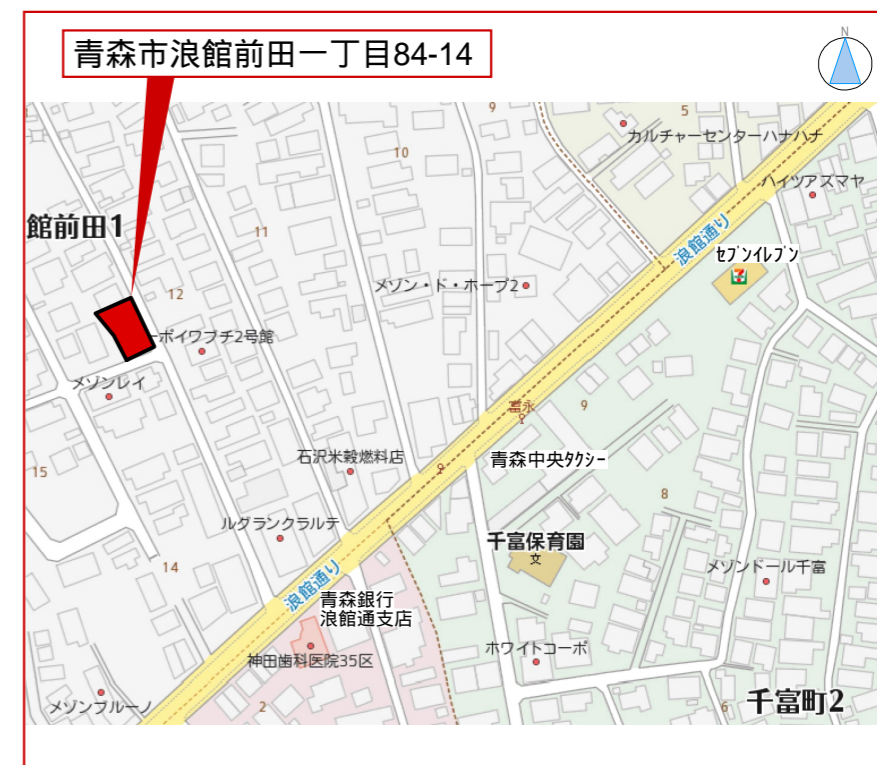 N
青森市浪館前田一丁目84-14
9
5
カルチャーセンターハナハナ
10
ハイツアズマヤ
館前田1
11
浪館通り
セブンイレブン
メゾン・ド・ホープ2
12
ーポイワブチ2号館
メゾンレイ
富永
9
石沢米穀燃料店
青森中央タクシー
15
8
ルグランクラルテ
千富保育園
文
14
メゾンドール千富
浪館通り
青森銀行
浪館通支店
ホワイトコーポ
神田歯科医院35区
メゾンブルーノ
2
6
千富町2